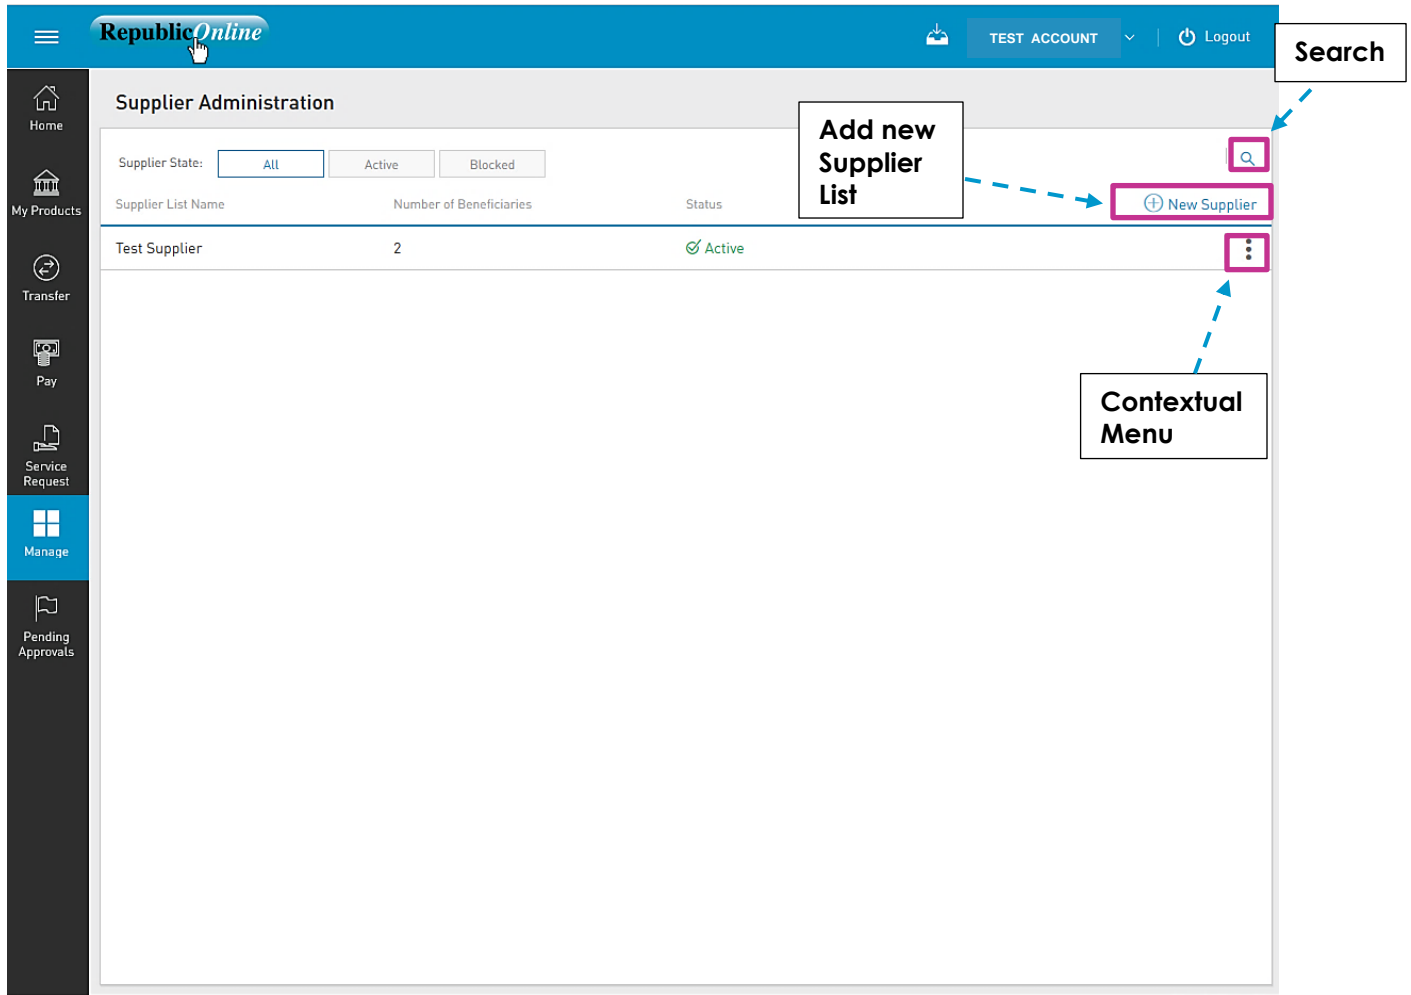 RepublicOnline
TEST ACCOUNT
Logout
Search
Home
My Products
Transfer
Pay
Service
Request
Manage
Pending
Approvals
Supplier Administration
Add new
Supplier
List
Supplier State:
All
Active
Blocked
Supplier List Name
Number of Beneficiaries
Status
New Supplier
Test Supplier
2
Active
Contextual
Menu